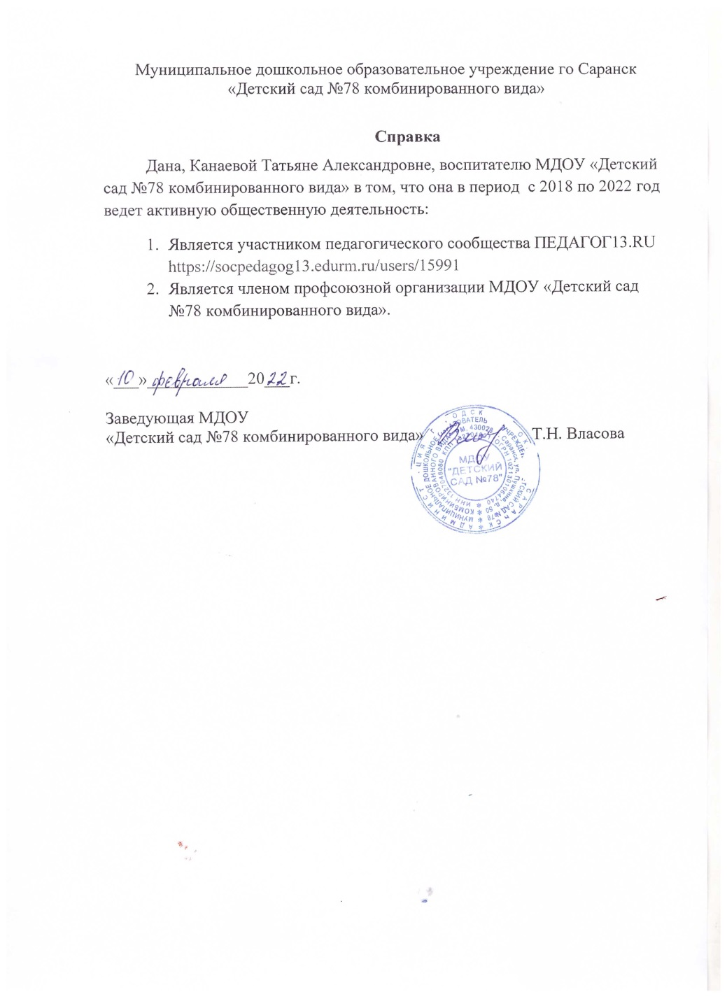 Муниципальное дошкольное образовательное учреждение го Саранск
«Детский сад №78 комбинированного вида»
Справка
Дана, Канаевой Татьяне Александровне, воспитателю МДОУ «Детский
сад №78 комбинированного вида» в том, что она в период с 2018 по 2022 год
ведет активную общественную деятельность:
1. Является участником педагогического сообщества ПЕДАГОГ13.RU
https://socpedagog13.edurm.ru/users/15991
2. Является членом профсоюзной организации МДОУ «Детский сад
№78 комбинированного вида».
«10» февраля 2022г.
Заведующая МДОУ
«Детский сад №78 комбинированного вида» Т.Н. Власова
МДОУ
"ДЕТСКИЙ
САД №78"